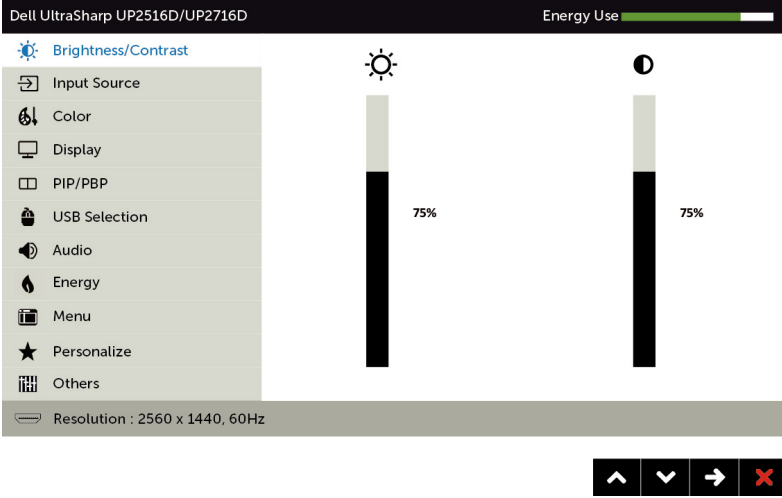 Dell UltraSharp UP2516D/UP2716D
Energy Use
Brightness/Contrast
Input Source
Color
Display
PIP/PBP
USB Selection
Audio
Energy
Menu
Personalize
Others
75%
75%
Resolution : 2560 x 1440, 60Hz